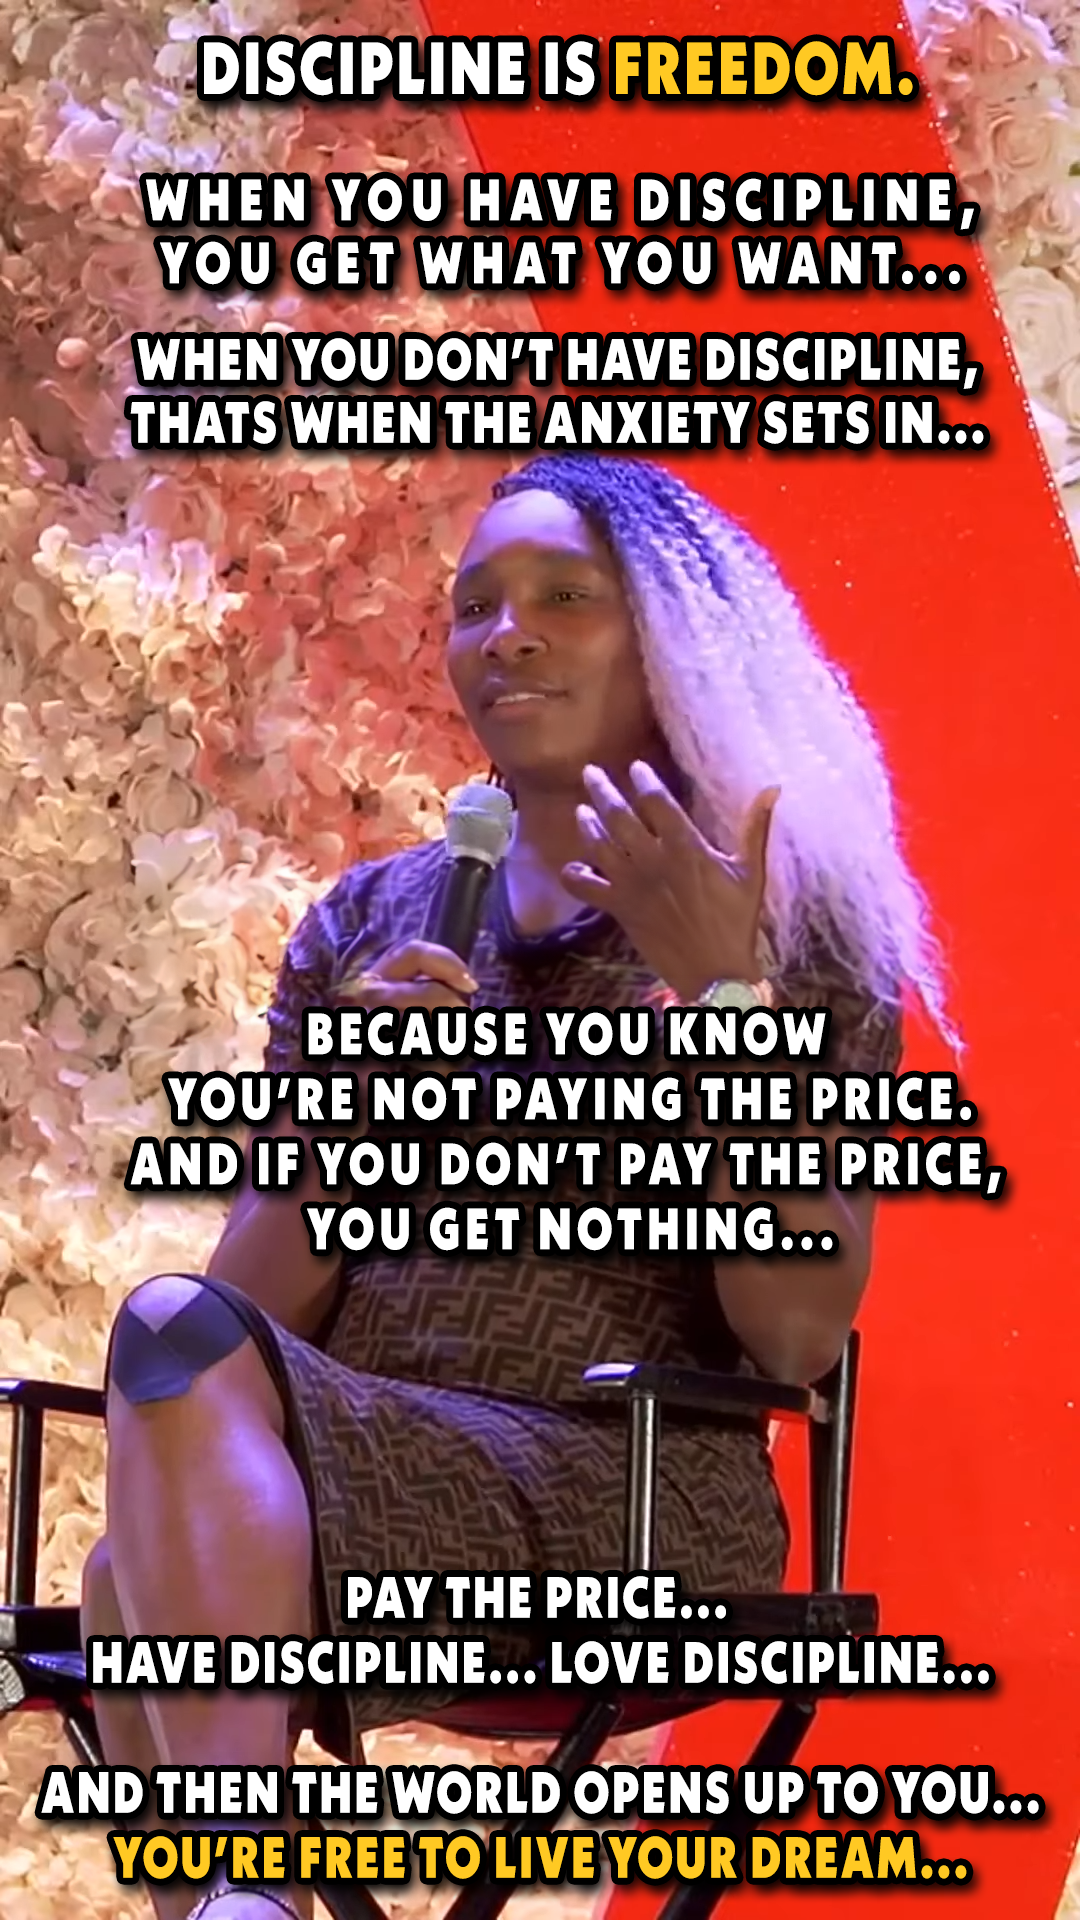 DISCIPLINE IS FREEDOM.
WHEN YOU HAVE DISCIPLINE,
YOU GET WHAT YOU WANT...
WHEN YOU DON'T HAVE DISCIPLINE,
THATS WHEN THE ANXIETY SETS IN...
BECAUSE YOU KNOW
YOU'RE NOT PAYING THE PRICE.
AND IF YOU DON'T PAY THE PRICE,
YOU GET NOTHING...
PAY THE PRICE...
HAVE DISCIPLINE... LOVE DISCIPLINE...
AND THEN THE WORLD OPENS UP TO YOU...
YOU'RE FREE TO LIVE YOUR DREAM...